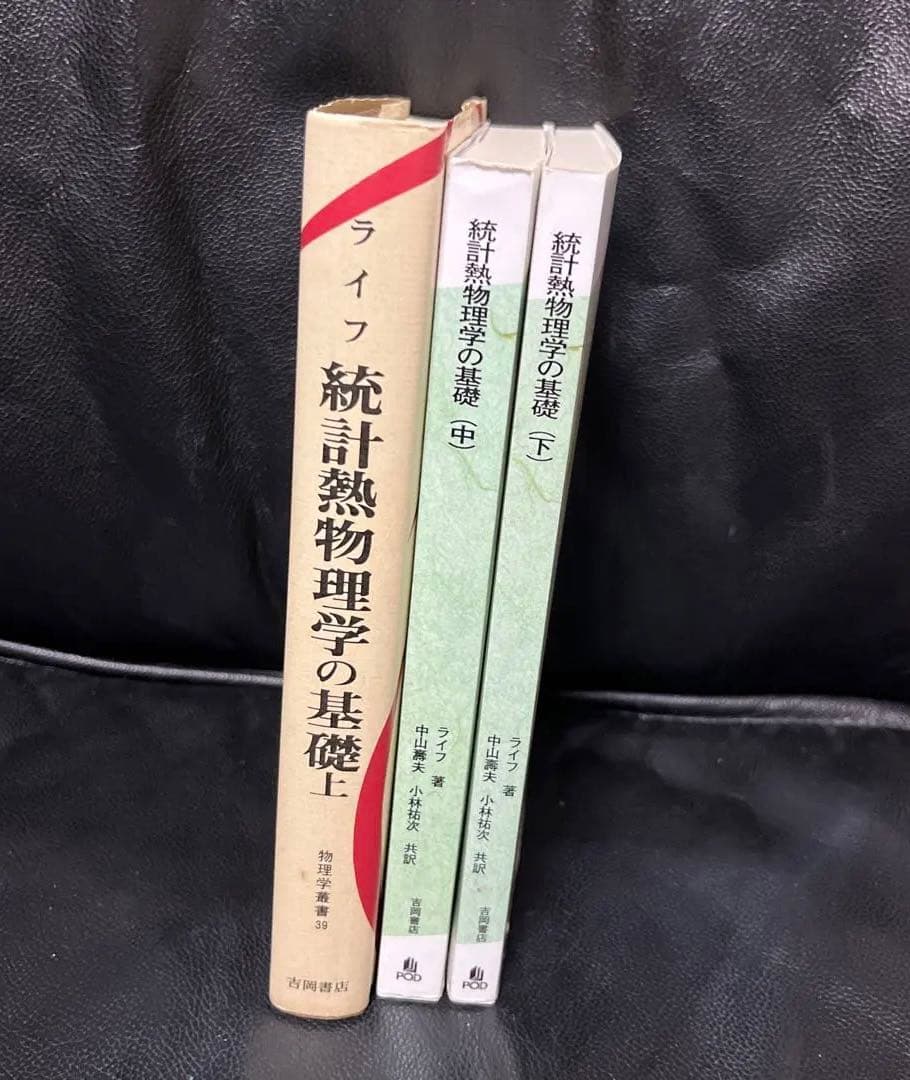 ライフ
統計熱物理学の基礎 上
物理学叢書
39
吉岡書店
統計熱物理学の基礎(中)
ライフ 著
中山壽夫 小林祐次 共訳
吉岡書店
POD
統計熱物理学の基礎(下)
ライフ 著
中山壽夫 小林祐次 共訳
吉岡書店
POD